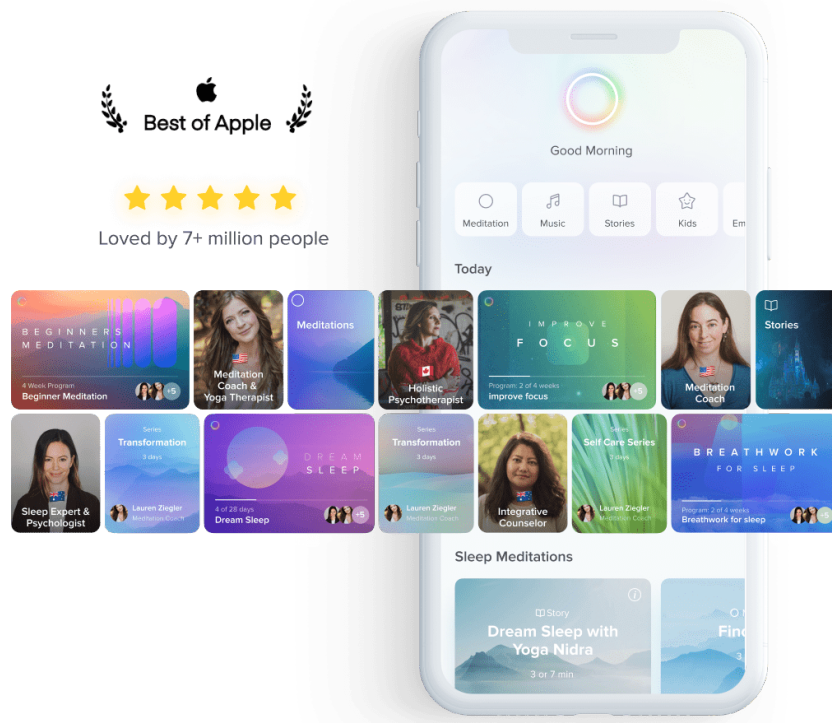 Best of Apple
Loved by 7+ million people
Good Morning
Meditation
Music
Stories
Kids
Em
Today
BEGINNERS
MEDITATION
4 Week Program
Beginner Meditation
+5
Meditation
Coach &
Yoga Therapist
Meditations
Holistic
Psychotherapist
IMPROVE
FOCUS
Program: 2 of 4 weeks
improve focus
+5
Meditation
Coach
Stories
Sleep Expert &
Psychologist
Series
Transformation
3 days
Lauren Ziegler
Meditation Coach
DREAM
SLEEP
4 of 28 days
Dream Sleep
+5
Series
Transformation
3 days
Lauren Ziegler
Meditation Coach
Integrative
Counselor
Series
Self Care Series
7 days
Lauren Ziegler
Meditation Coach
BREATHWORK
FOR SLEEP
Program: 2 of 4 weeks
Breathwork for sleep
+5
Sleep Meditations
Story
Dream Sleep with
Yoga Nidra
3 or 7 min
Find
3